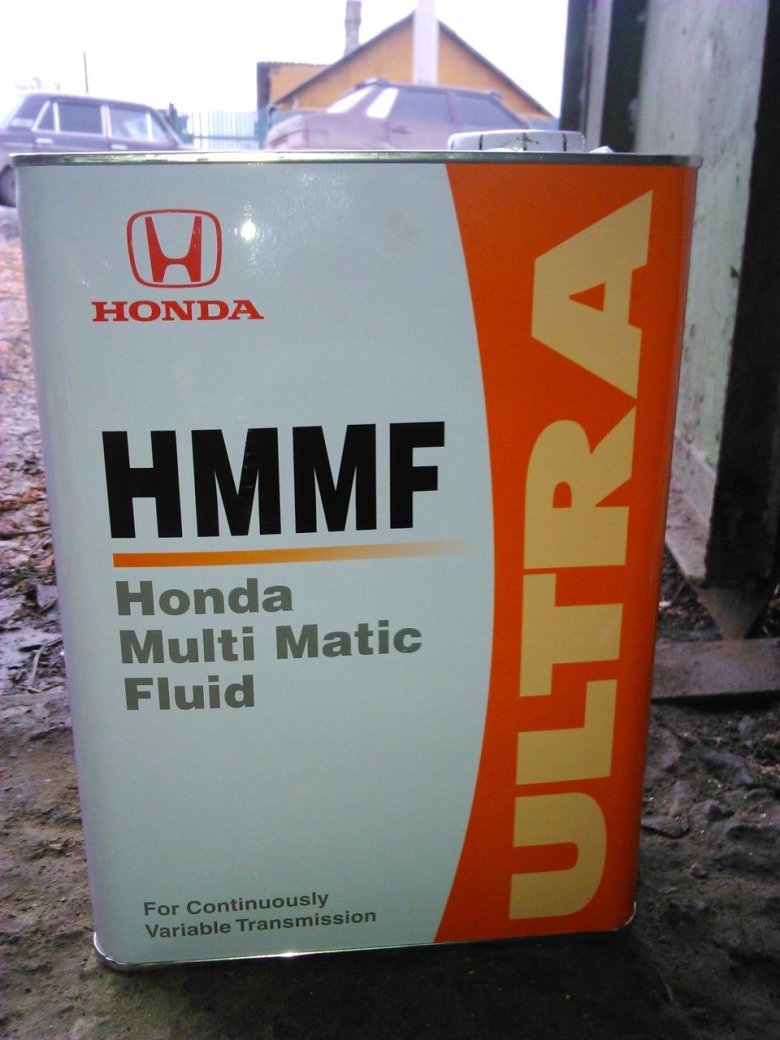 HONDA
HMMF
Honda
Multi Matic
Fluid
For Continuously
Variable Transmission
ULTRA